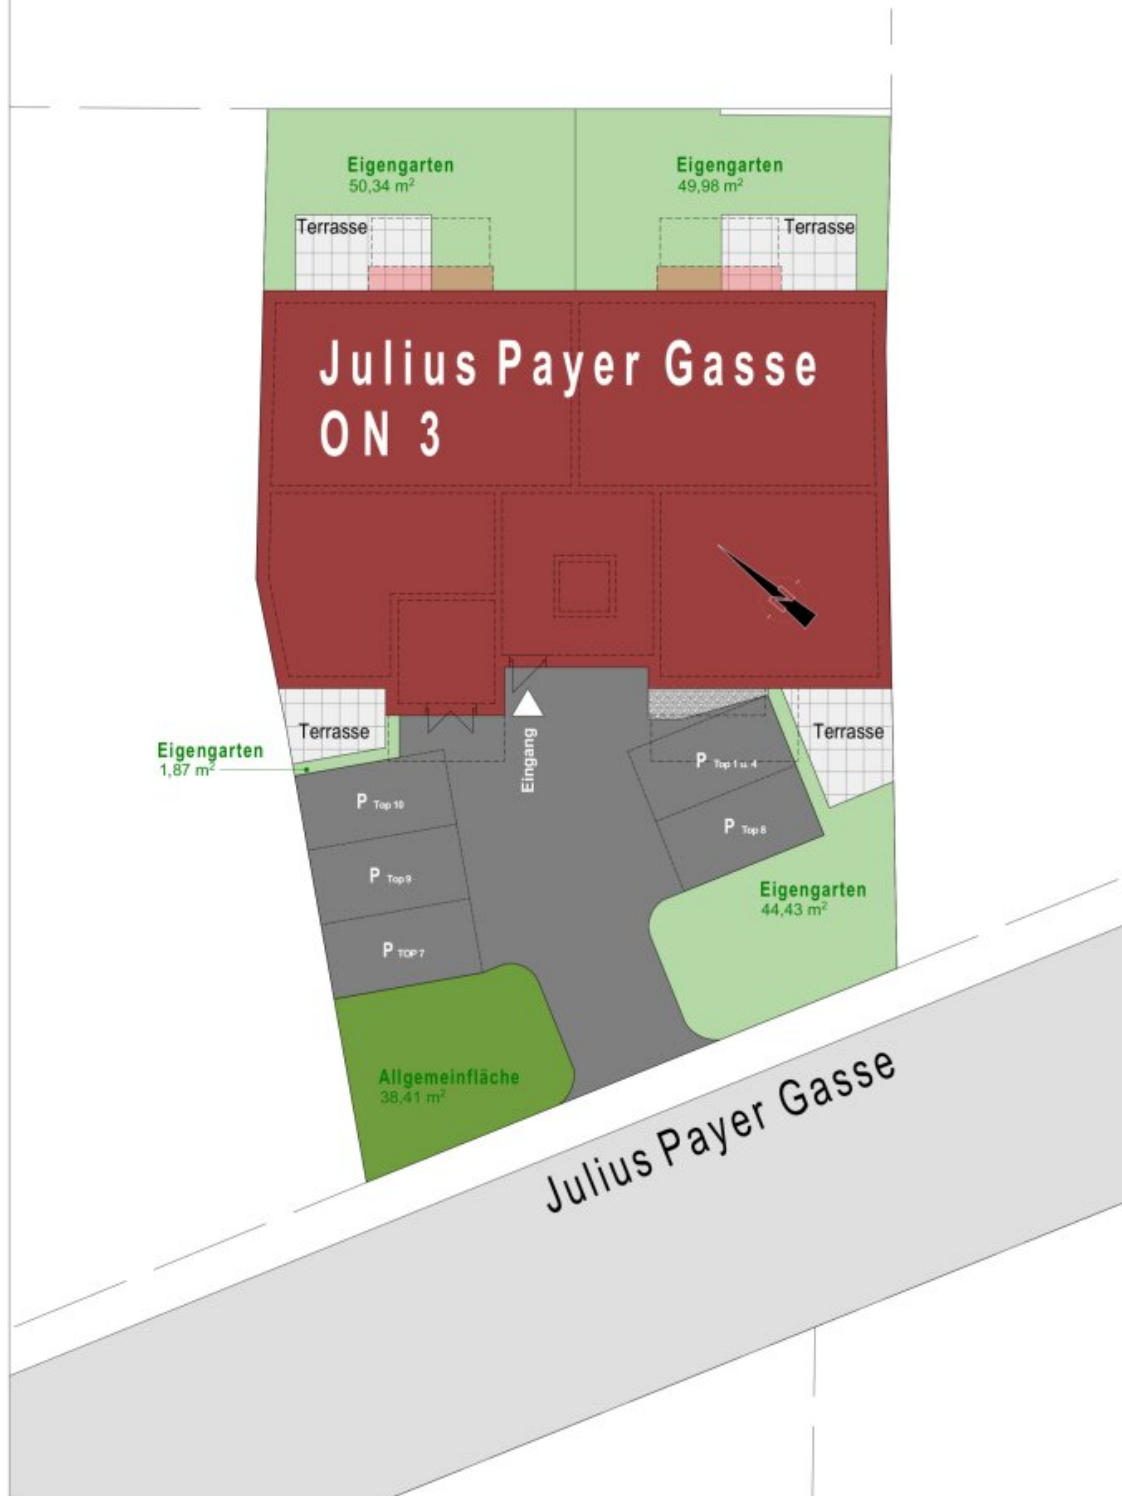 Eigengarten
50,34 m²
Eigengarten
49,98 m²
Terrasse
Terrasse
Julius Payer Gasse
ON 3
N
Terrasse
Eingang
Terrasse
Eigengarten
1,87 m²
P Top 1 u. 4
P Top 10
P Top 8
P Top 9
Eigengarten
44,43 m²
P TOP 7
Allgemeinfläche
38,41 m²
Julius Payer Gasse